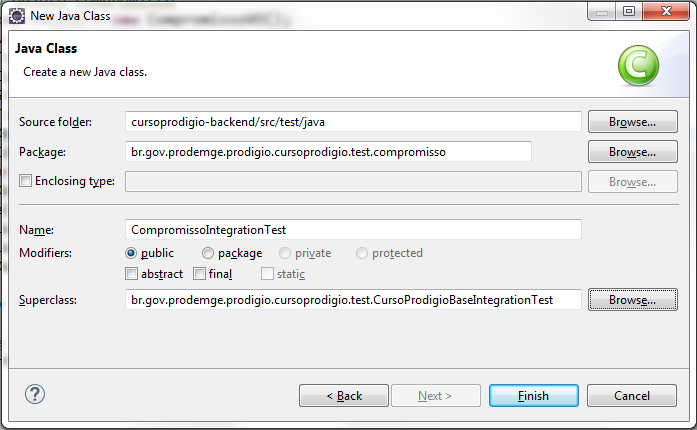 New Java Class
new CompromissoVO();
Java Class
Create a new Java class.
C
Source folder: cursoprodigio-backend/src/test/java Browse...
Package: br.gov.prodemge.prodigio.cursoprodigio.test.compromisso Browse...
Enclosing type: Browse...
Name: CompromissoIntegrationTest
Modifiers: public package private protected
abstract final static
Superclass: br.gov.prodemge.prodigio.cursoprodigio.test.CursoProdigioBaseIntegrationTest Browse...
? < Back Next > Finish Cancel